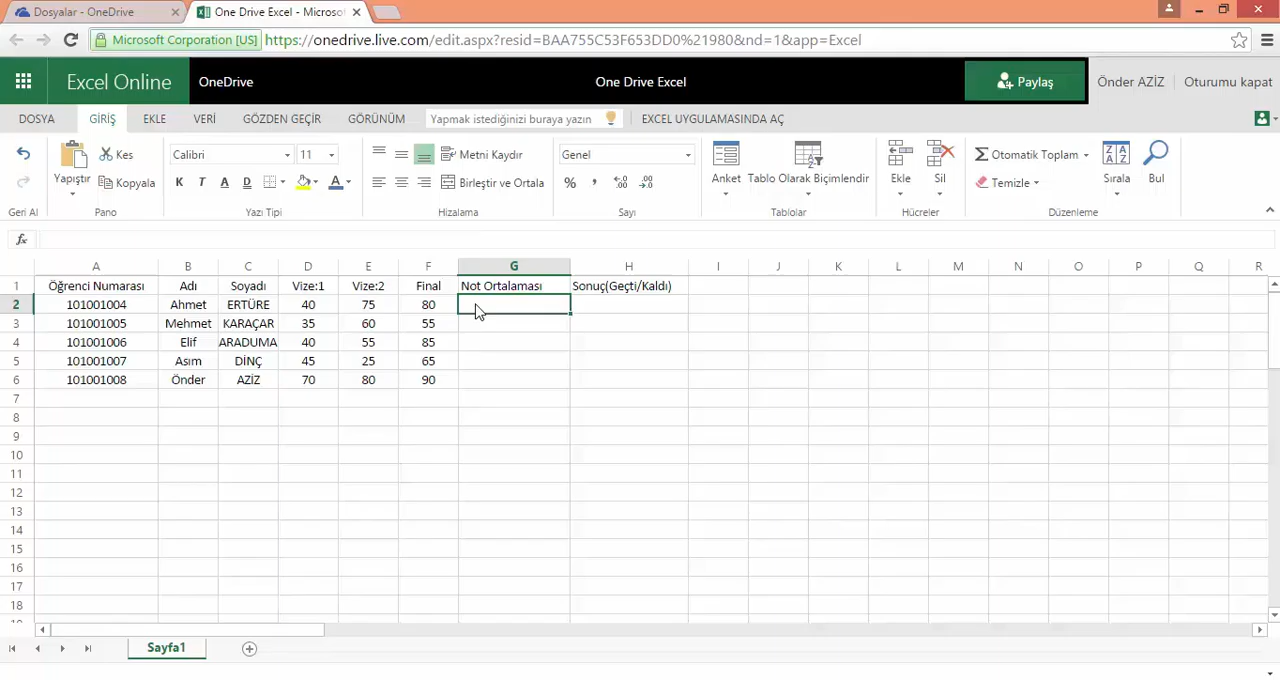 Dosyalar - OneDrive
One Drive Excel - Microso
Microsoft Corporation [US]
https://onedrive.live.com/edit.aspx?resid=BAA755C53F653DD0%21980&nd=1&app=Excel
Excel Online
OneDrive
One Drive Excel
Paylaş
Önder AZİZ
Oturumu kapat
DOSYA
GİRİŞ
EKLE
VERİ
GÖZDEN GEÇİR
GÖRÜNÜM
Yapmak istediğinizi buraya yazın
EXCEL UYGULAMASINDA AÇ
Geri Al
Yapıştır
Kes
Kopyala
Pano
Calibri
11
K
T
A
D
A
Yazı Tipi
Metni Kaydır
Birleştir ve Ortala
Hizalama
Genel
%
,
,00
,00
Sayı
Anket
Tablo Olarak Biçimlendir
Tablolar
Ekle
Sil
Hücreler
Σ Otomatik Toplam
Temizle
Sırala
Bul
Düzenleme
fx
A B C D E F G H I J K L M N O P Q R
1 Öğrenci Numarası Adı Soyadı Vize:1 Vize:2 Final Not Ortalaması Sonuç(Geçti/Kaldı)
2 101001004 Ahmet ERTÜRE 40 75 80
3 101001005 Mehmet KARAÇAR 35 60 55
4 101001006 Elif ARADUMA 40 55 85
5 101001007 Asım DİNÇ 45 25 65
6 101001008 Önder AZİZ 70 80 90
7
8
9
10
11
12
13
14
15
16
17
18
Sayfa1